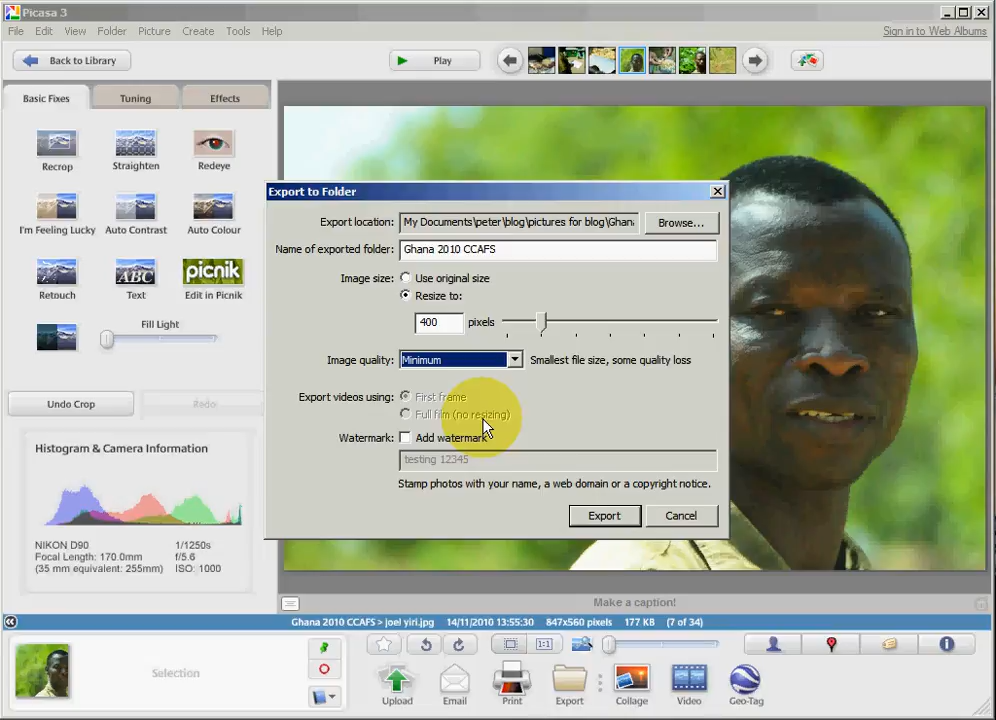 Picasa 3
File Edit View Folder Picture Create Tools Help
Sign in to Web Albums
Back to Library
Play
Basic Fixes
Tuning
Effects
Recrop
Straighten
Redeye
I'm Feeling Lucky
Auto Contrast
Auto Colour
Retouch
ABC
Text
picnik
Edit in Picnik
Fill Light
Undo Crop
Redo
Histogram & Camera Information
NIKON D90 1/1250s
Focal Length: 170.0mm f/5.6
(35 mm equivalent: 255mm) ISO: 1000
Export to Folder
Export location: My Documents\peter\blog\pictures for blog\Ghan. Browse...
Name of exported folder: Ghana 2010 CCAFS
Image size: Use original size
Resize to:
400 pixels
Image quality: Minimum Smallest file size, some quality loss
Export videos using: First frame
Full film (no resizing)
Watermark: Add watermark
testing 12345
Stamp photos with your name, a web domain or a copyright notice.
Export Cancel
Make a caption!
Ghana 2010 CCAFS > joel yiri.jpg 14/11/2010 13:55:30 847x560 pixels 177 KB (7 of 34)
1:1
Selection
Upload
Email
Print
Export
Collage
Video
Geo-Tag